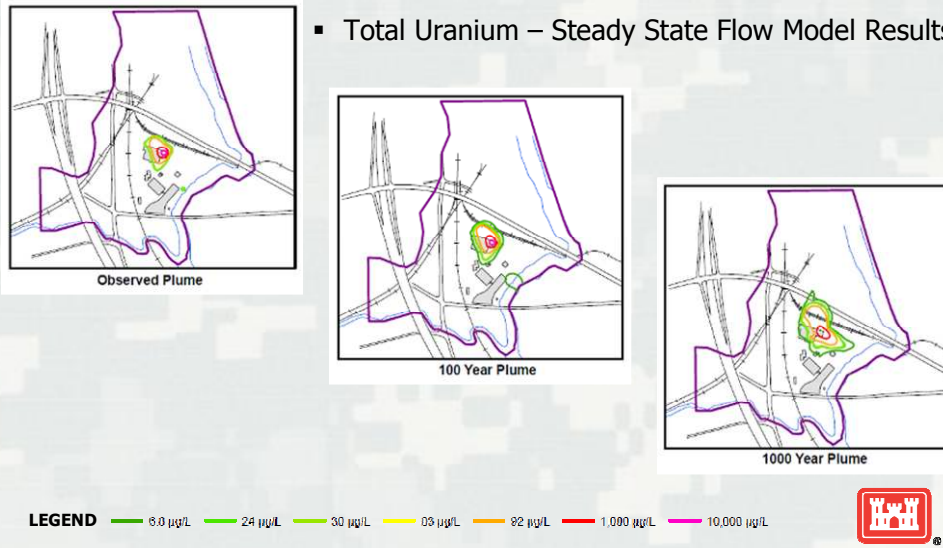 ▪ Total Uranium – Steady State Flow Model Results
Observed Plume
100 Year Plume
1000 Year Plume
LEGEND
6.0 µg/L
24 µg/L
30 µg/L
µg/L
92 µg/L
1,000 µg/L
10,000 µg/L
®